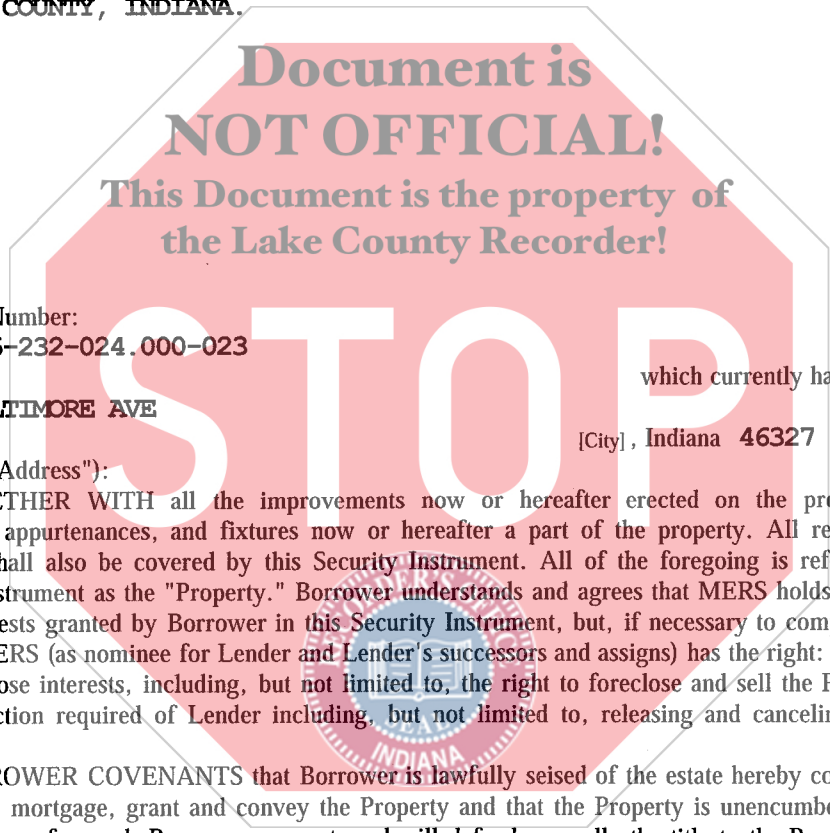 COUNTY, INDIANA.
Document is
NOT OFFICIAL!
This Document is the property of
the Lake County Recorder!
STOP
Number:
-232-024.000-023
which currently ha
LTIMORE AVE
[City], Indiana 46327
Address"):
ETHER WITH all the improvements now or hereafter erected on the pro
appurtenances, and fixtures now or hereafter a part of the property. All re
hall also be covered by this Security Instrument. All of the foregoing is ref
strument as the "Property." Borrower understands and agrees that MERS holds
ests granted by Borrower in this Security Instrument, but, if necessary to com
ERS (as nominee for Lender and Lender's successors and assigns) has the right:
ose interests, including, but not limited to, the right to foreclose and sell the P
ction required of Lender including, but not limited to, releasing and cancelin
RECORDER'S OFFICE
SEAL
INDIANA
ROWER COVENANTS that Borrower is lawfully seised of the estate hereby co
mortgage, grant and convey the Property and that the Property is unencumbe